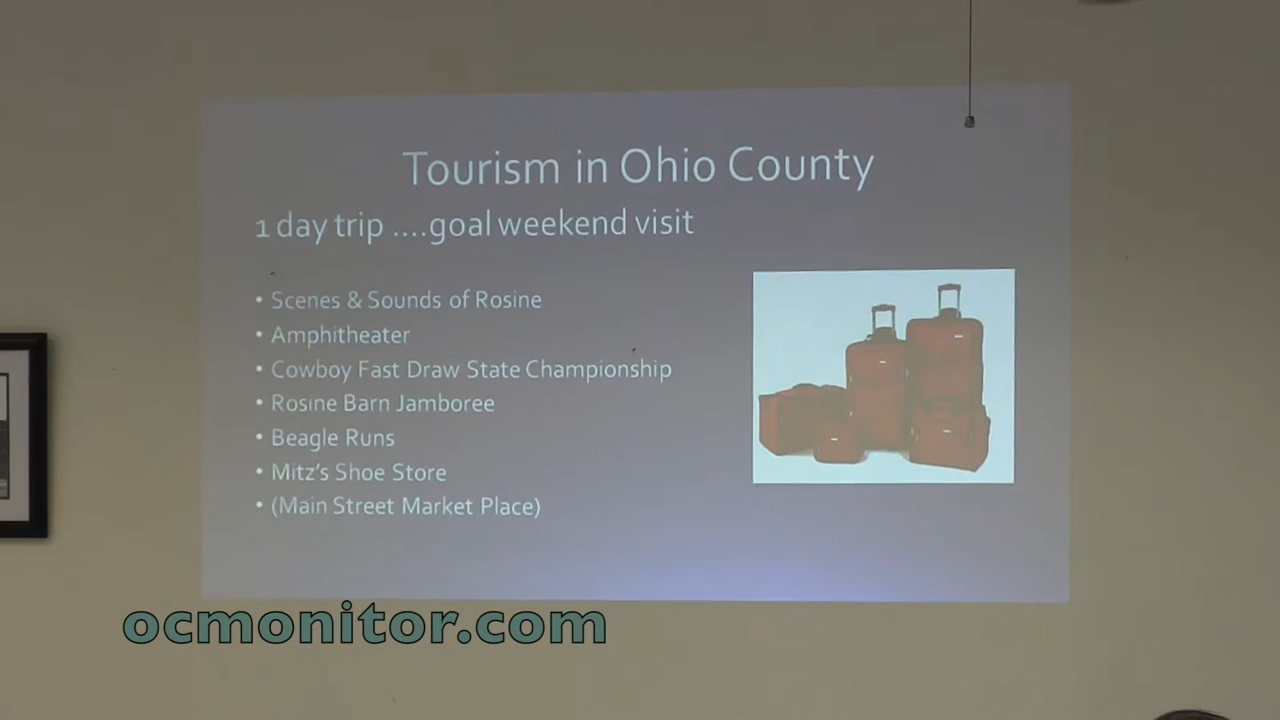 Tourism in Ohio County
1 day trip ....goal weekend visit
• Scenes & Sounds of Rosine
• Amphitheater
• Cowboy Fast Draw State Championship
• Rosine Barn Jamboree
• Beagle Runs
• Mitz's Shoe Store
• (Main Street Market Place)
ocmonitor.com